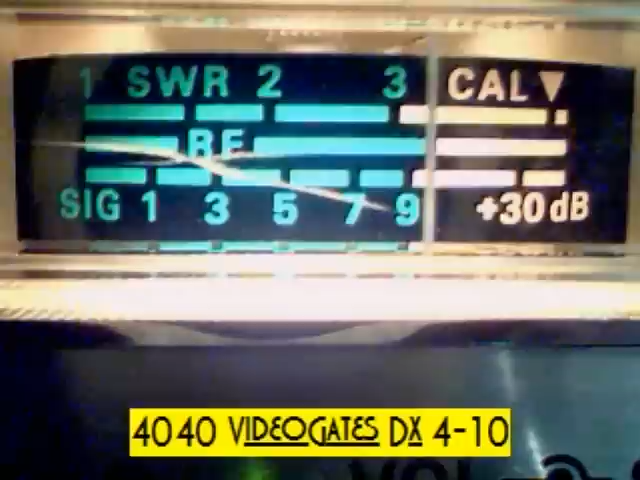 1 SWR 2 3 CAL▼
RF
SIG 1 3 5 7 9 +30dB
4040 VIDEOGATES DX 4-10